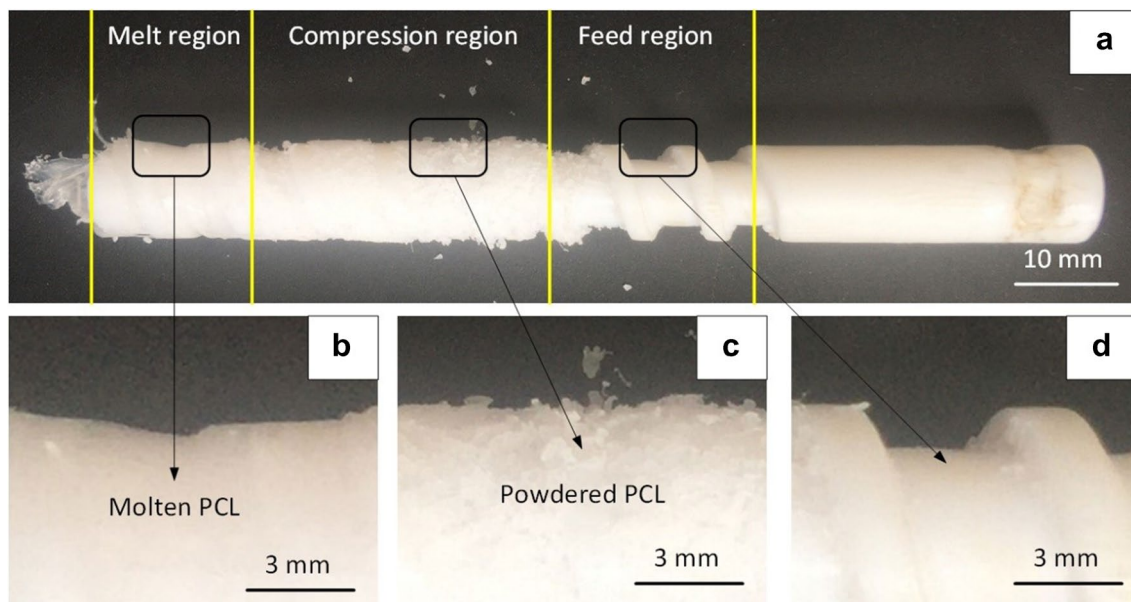 Melt region Compression region Feed region a
10 mm
b c d
Molten PCL Powdered PCL
3 mm 3 mm 3 mm